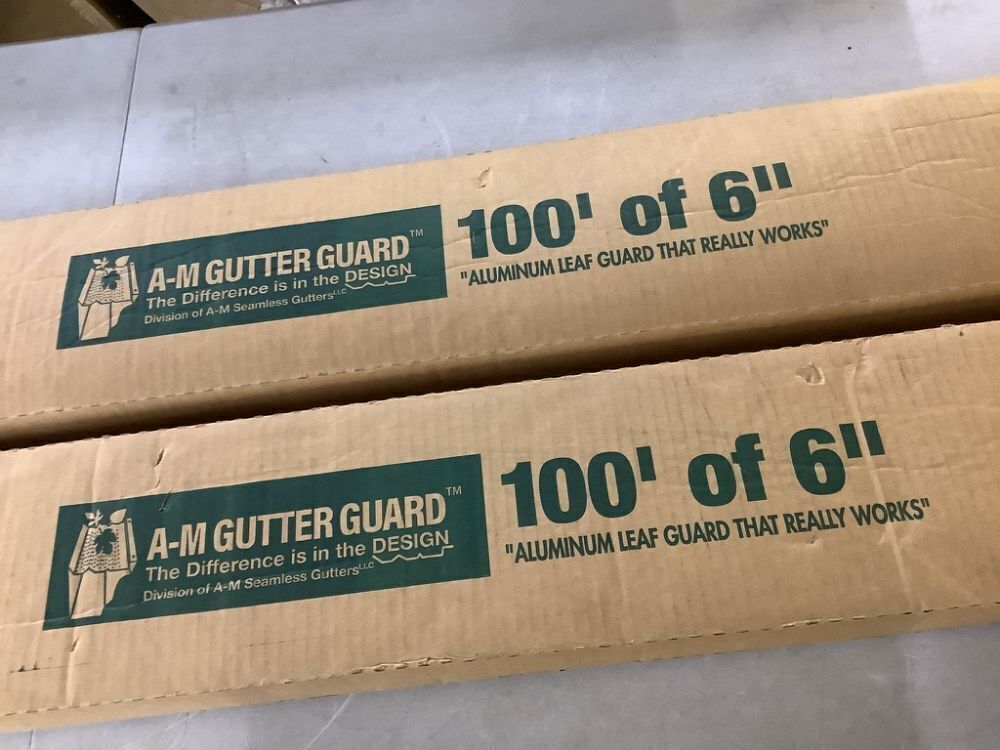 A-M GUTTER GUARD™
The Difference is in the DESIGN
Division of A-M Seamless Gutters LLC
100' of 6"
"ALUMINUM LEAF GUARD THAT REALLY WORKS"
A-M GUTTER GUARD™
The Difference is in the DESIGN
Division of A-M Seamless Gutters LLC
100' of 6"
"ALUMINUM LEAF GUARD THAT REALLY WORKS"